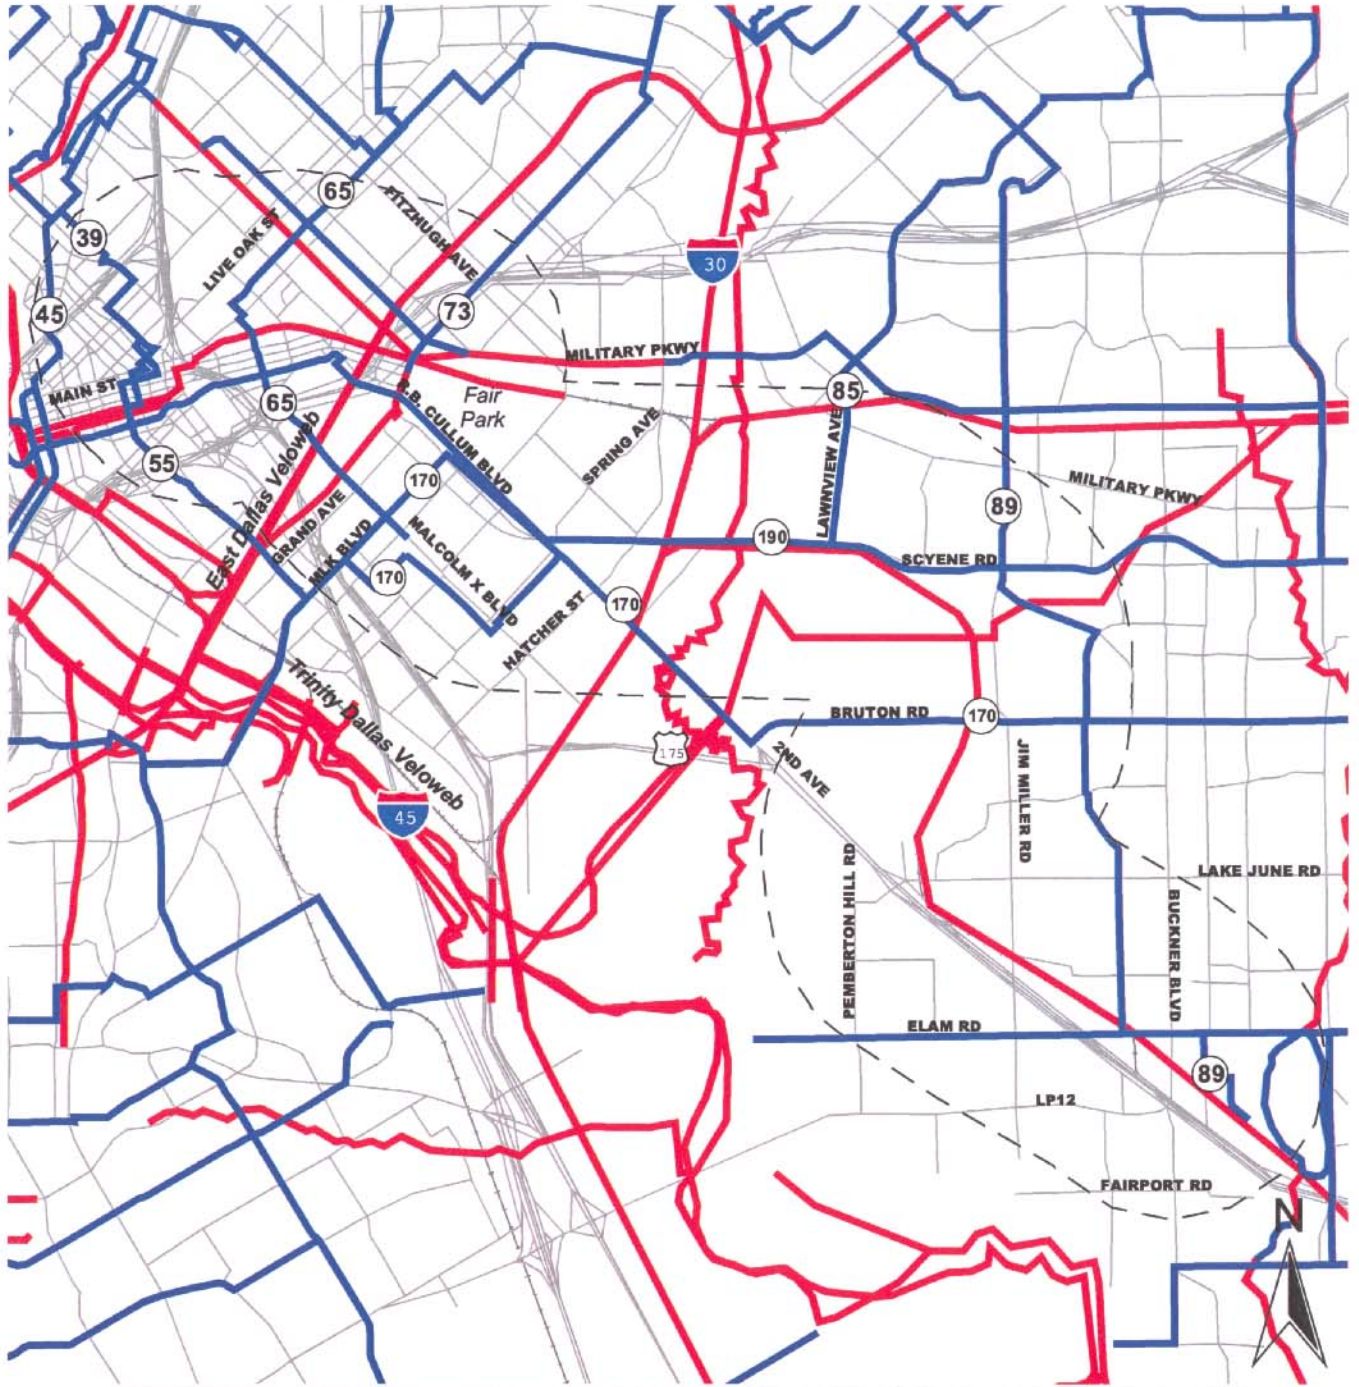 65
FITZHUGH AVE
39
LIVE OAK ST
30
45
73
MILITARY PKWY
MAIN ST
65
Fair
Park
85
R.B. CULLUM BLVD
SPRING AVE
LAWNVIEW AVE
55
170
East Dallas Veloweb
MILITARY PKWY
89
GRAND AVE
MLK BLVD
MALCOLM X BLVD
190
SCYENE RD
170
HATCHER ST
170
Trinity-Dallas Veloweb
BRUTON RD
170
175
2ND AVE
JIM MILLER RD
45
PEMBERTON HILL RD
LAKE JUNE RD
BUCKNER BLVD
ELAM RD
89
LP12
FAIRPORT RD
N